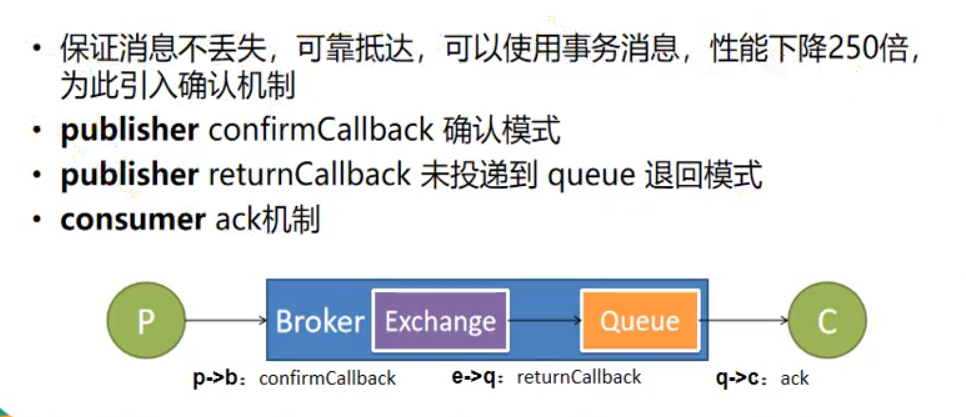 • 保证消息不丢失，可靠抵达，可以使用事务消息，性能下降250倍，
为此引入确认机制
• publisher confirmCallback 确认模式
• publisher returnCallback 未投递到 queue 退回模式
• consumer ack机制
P Broker Exchange Queue C
p->b：confirmCallback e->q：returnCallback q->c：ack